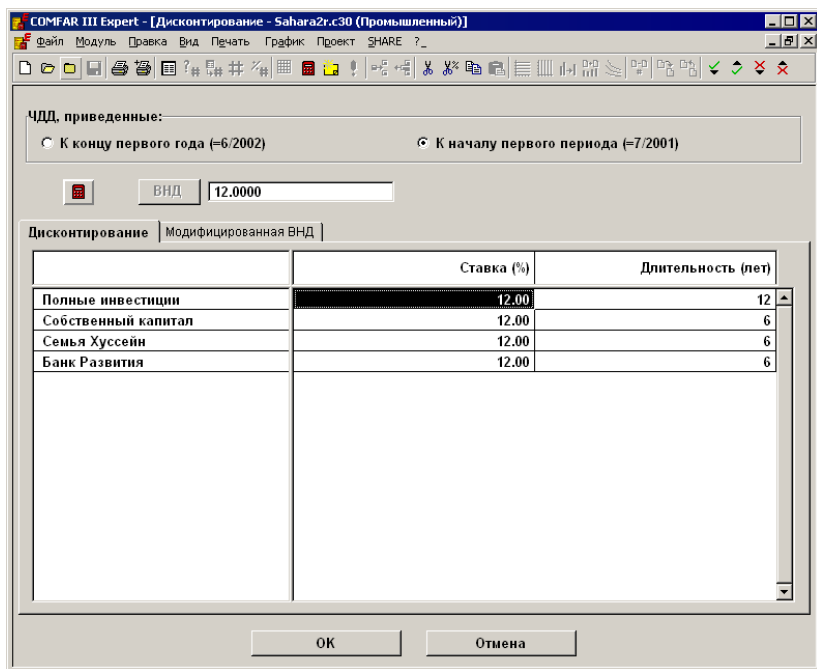 COMFAR III Expert - [Дисконтирование - Sahara2r.c30 (Промышленный)]
Файл Модуль Правка Вид Печать График Проект SHARE ?_
ЧДД, приведенные:
К концу первого года (=6/2002) К началу первого периода (=7/2001)
ВНД 12.0000
Дисконтирование Модифицированная ВНД
Ставка (%) Длительность (лет)
Полные инвестиции 12.00 12
Собственный капитал 12.00 6
Семья Хуссейн 12.00 6
Банк Развития 12.00 6
OK Отмена